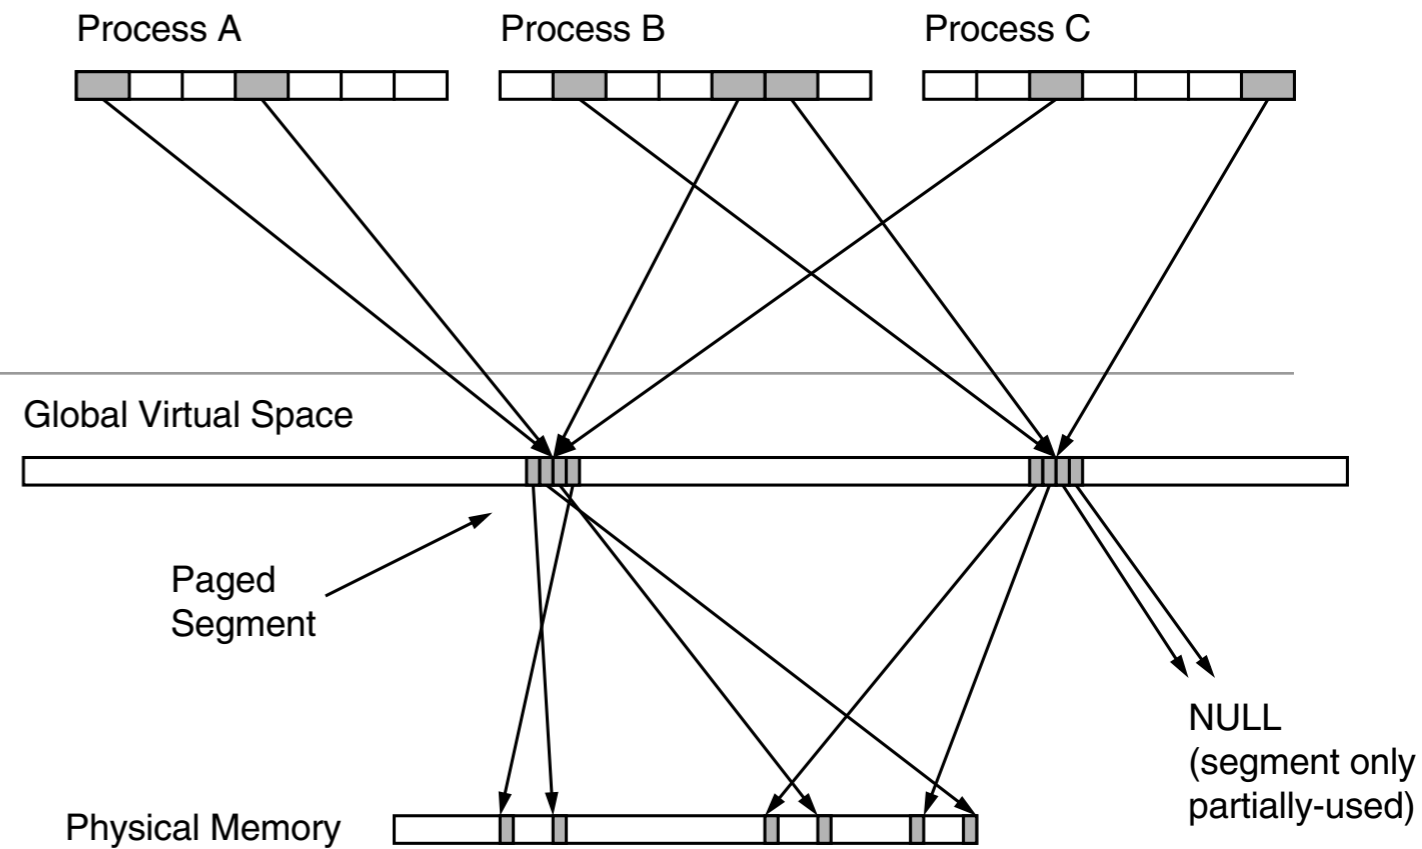 Process A
Process B
Process C
Global Virtual Space
Paged
Segment
NULL
(segment only
partially-used)
Physical Memory